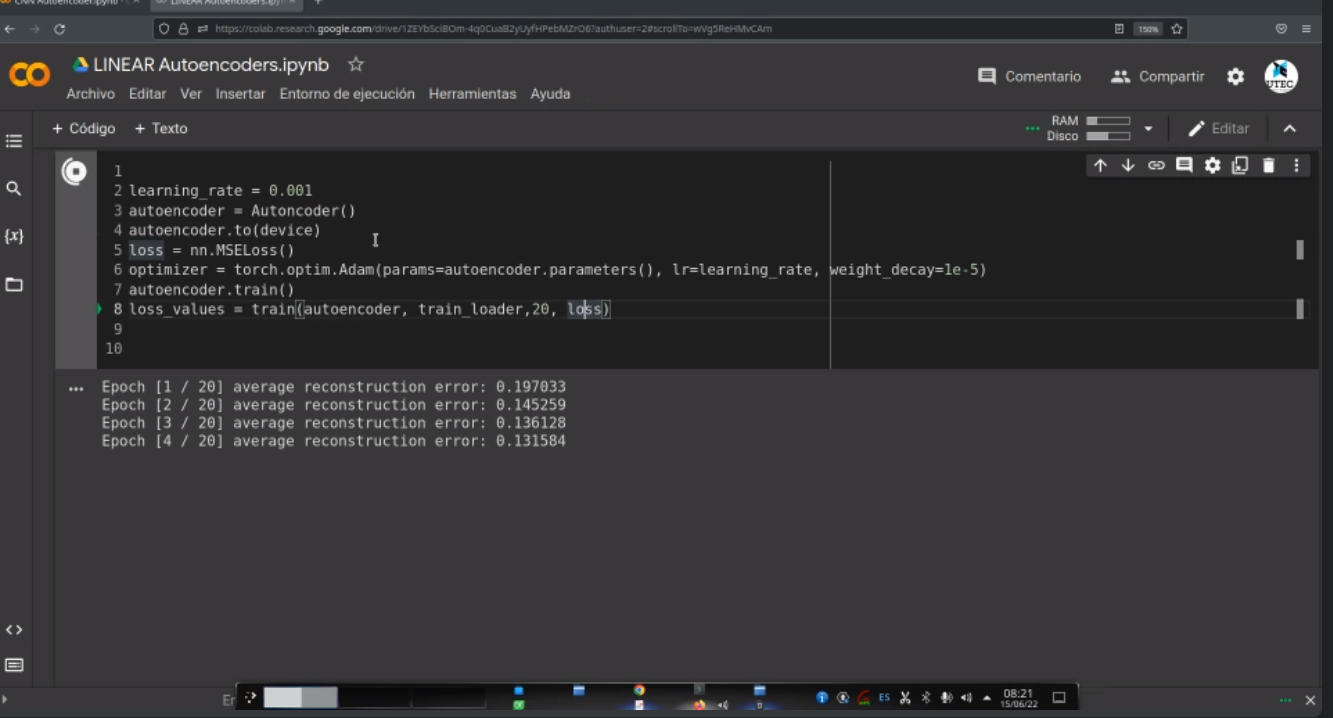 CNN Autoencoder.ipynb
LINEAR Autoencoders.ipy
https://colab.research.google.com/drive/1ZEYbSciBOm-4q0CuaB2yUyfHPebMZrO6?authuser=2#scrollTo=wVg5ReHMvCAm
150%
LINEAR Autoencoders.ipynb
Comentario
Compartir
UTEC
Archivo Editar Ver Insertar Entorno de ejecución Herramientas Ayuda
+ Código + Texto
RAM
Disco
Editar
1
2 learning_rate = 0.001
3 autoencoder = Autoncoder()
4 autoencoder.to(device)
5 loss = nn.MSELoss()
6 optimizer = torch.optim.Adam(params=autoencoder.parameters(), lr=learning_rate, weight_decay=1e-5)
7 autoencoder.train()
8 loss_values = train(autoencoder, train_loader,20, loss)
9
10
Epoch [1 / 20] average reconstruction error: 0.197033
Epoch [2 / 20] average reconstruction error: 0.145259
Epoch [3 / 20] average reconstruction error: 0.136128
Epoch [4 / 20] average reconstruction error: 0.131584
{x}
<>
ES
08:21
15/06/22